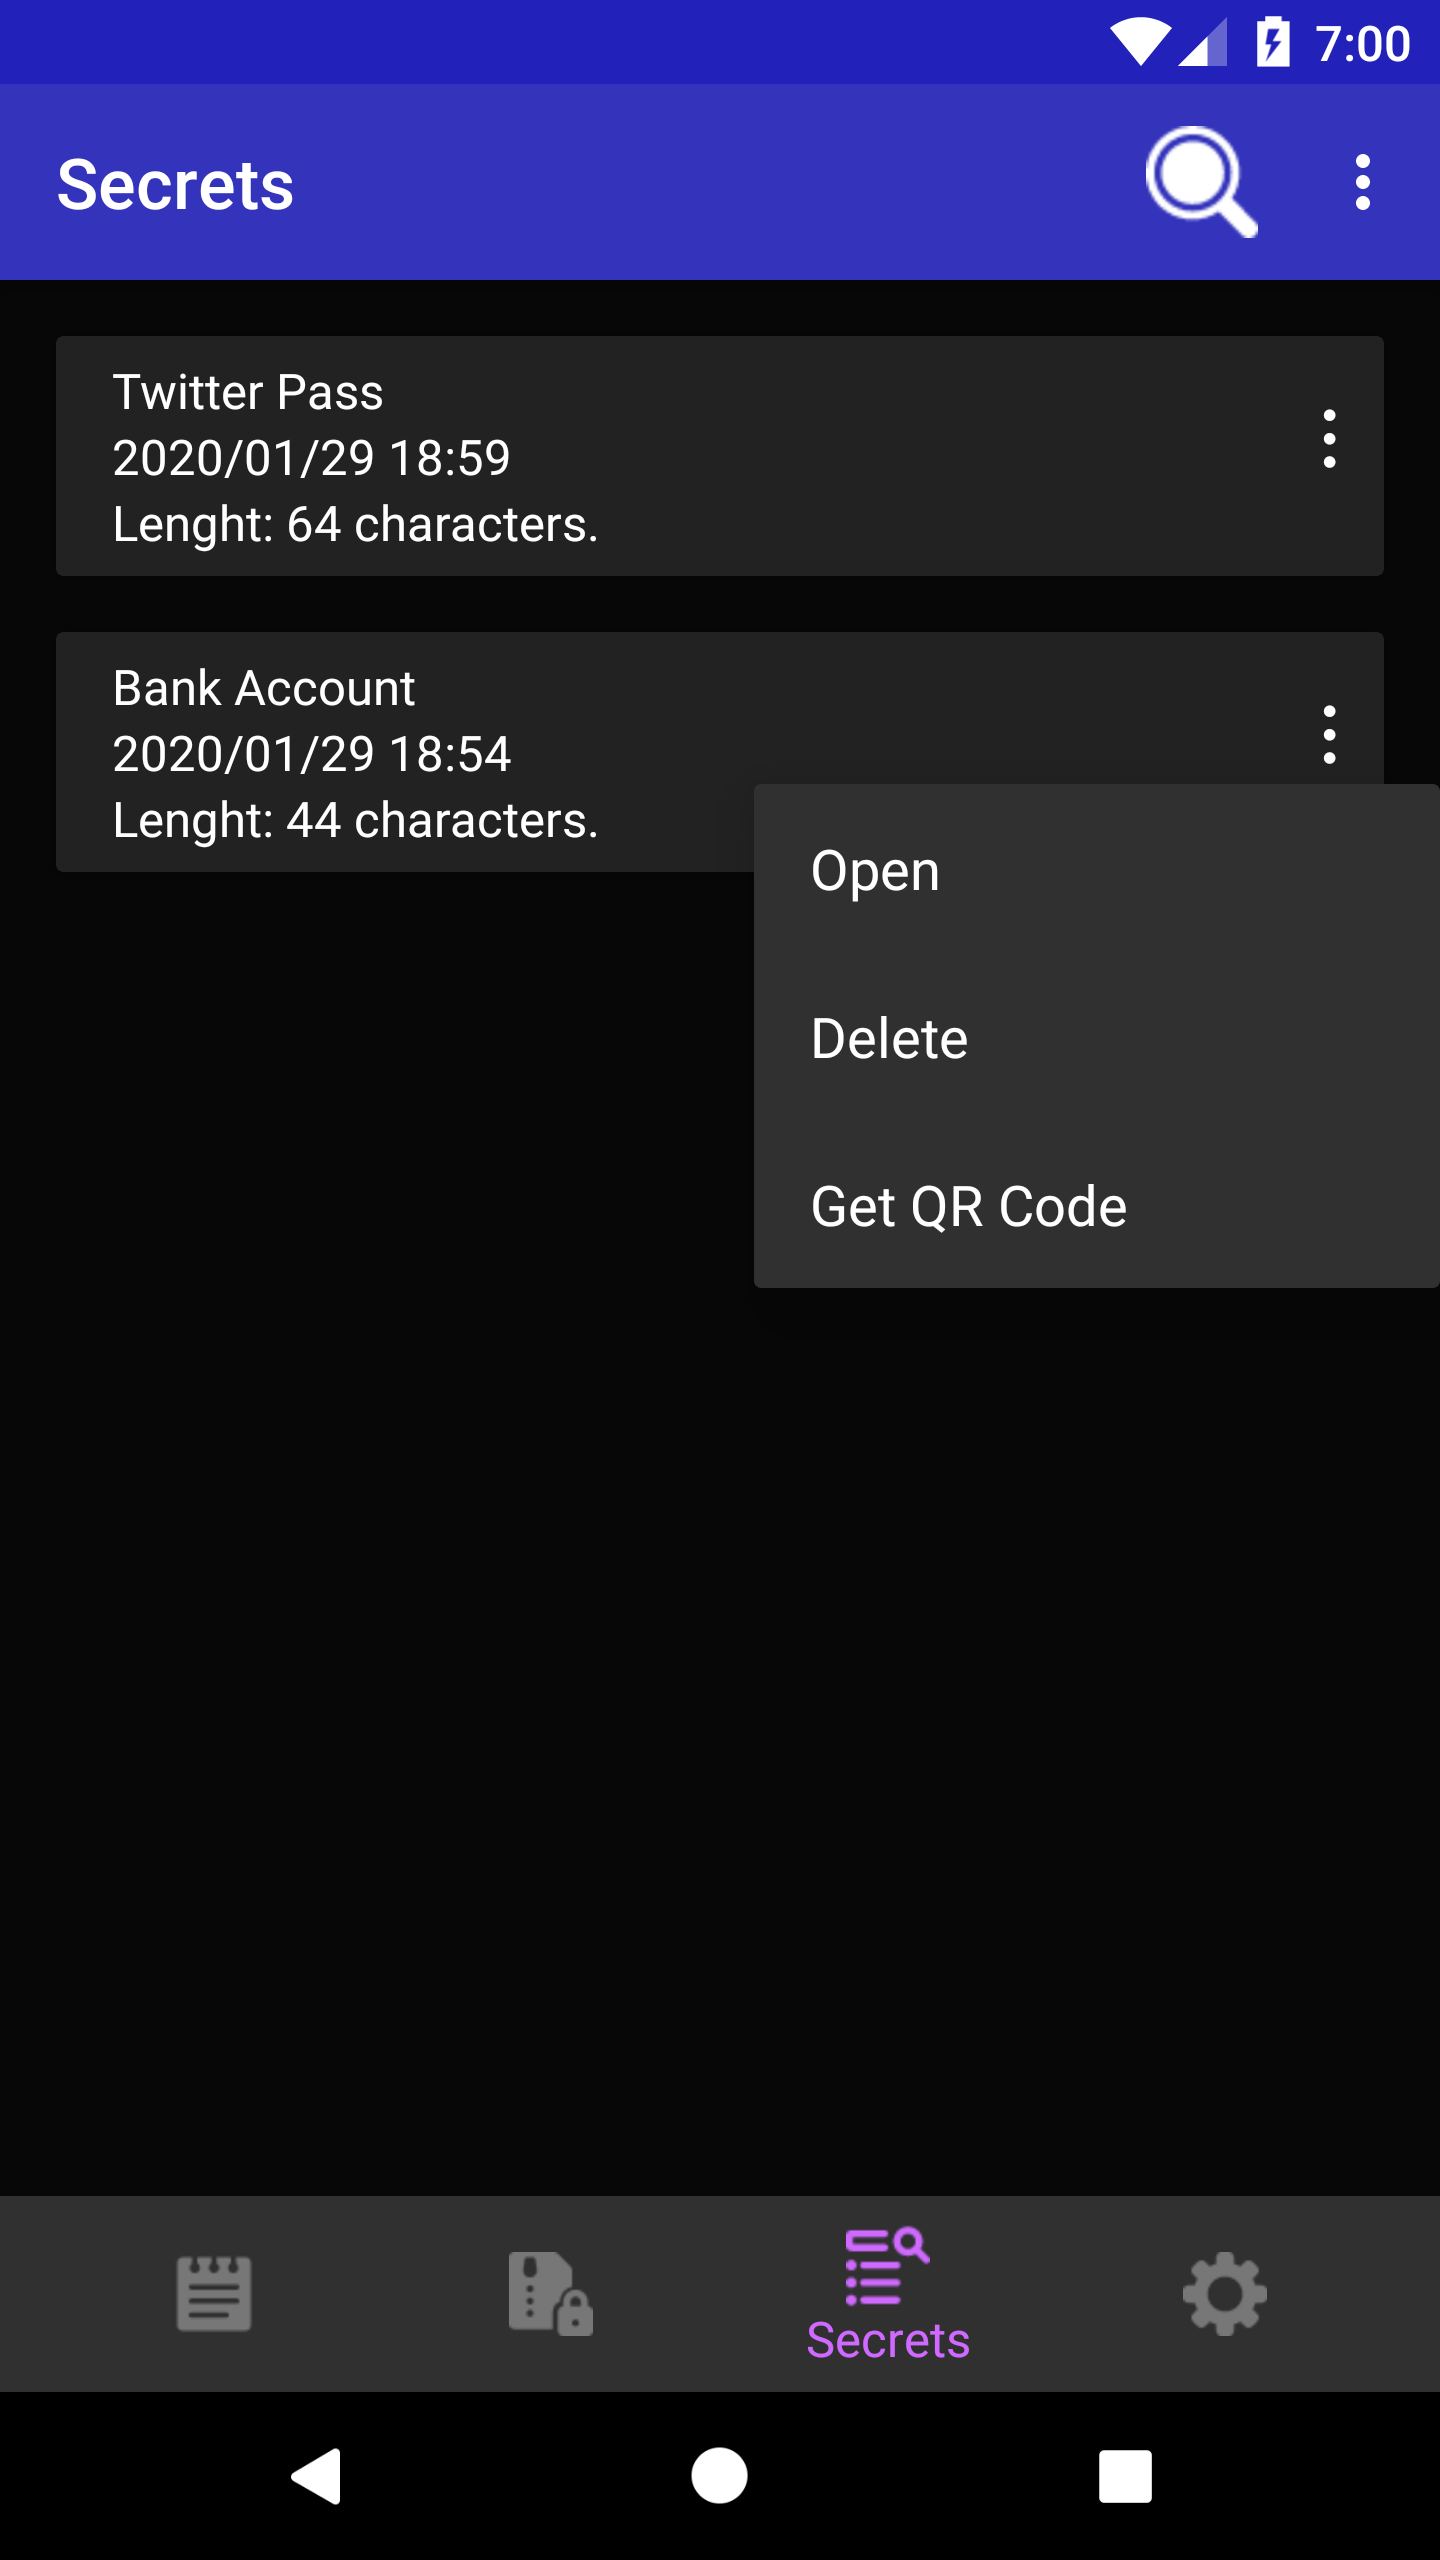 7:00
Secrets
Twitter Pass
2020/01/29 18:59
Lenght: 64 characters.
Bank Account
2020/01/29 18:54
Lenght: 44 characters.
Open
Delete
Get QR Code
Secrets